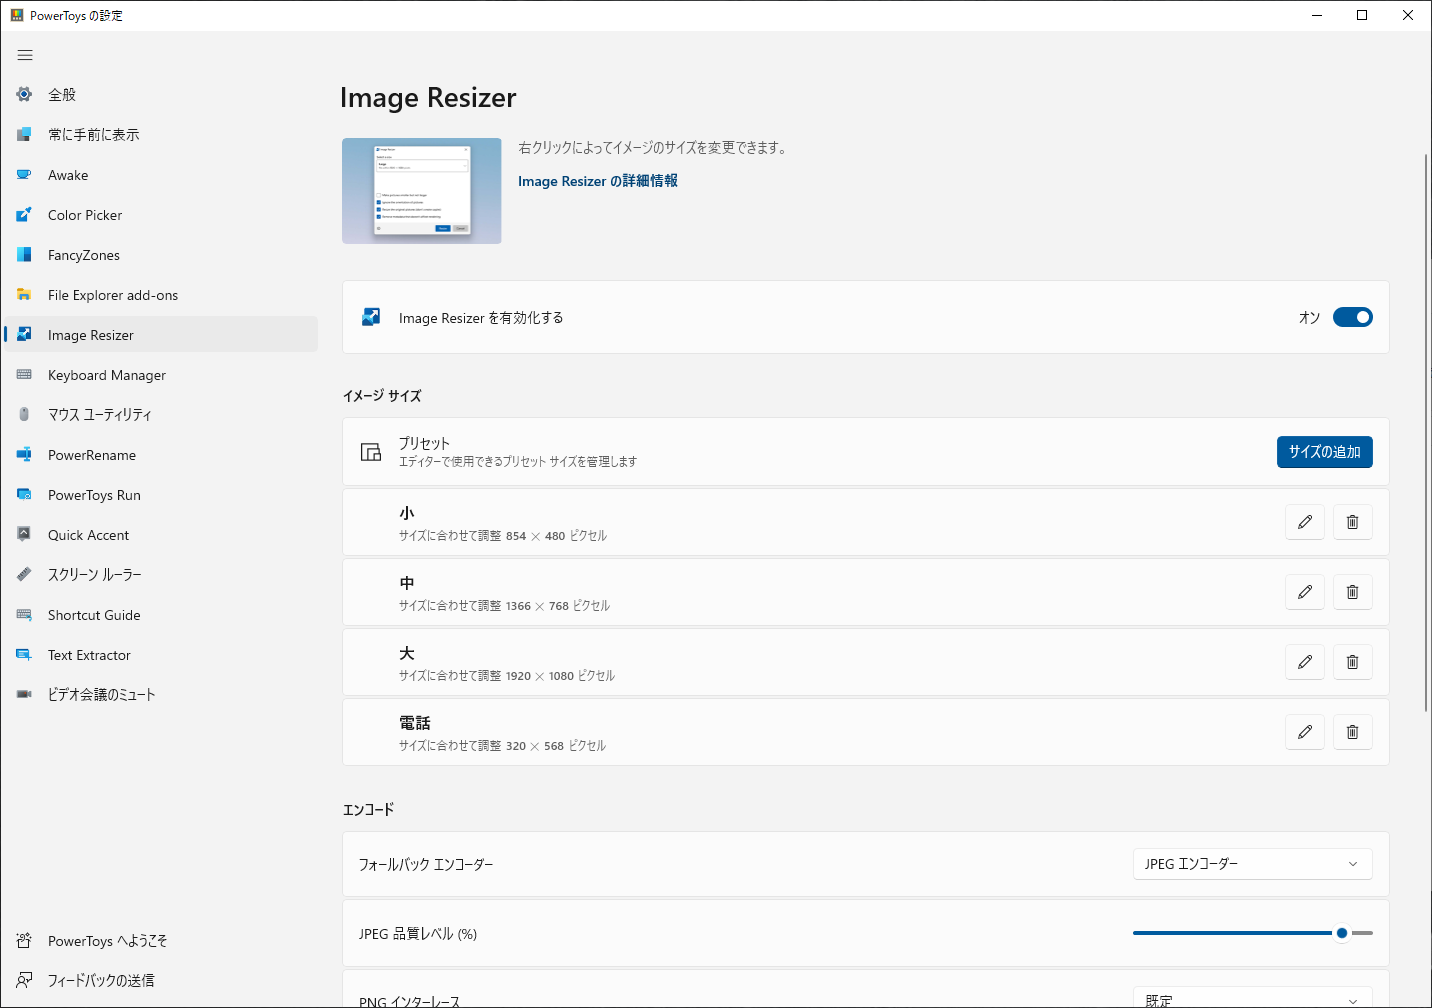 PowerToys の設定
全般
常に手前に表示
Awake
Color Picker
FancyZones
File Explorer add-ons
Image Resizer
Keyboard Manager
マウス ユーティリティ
PowerRename
PowerToys Run
Quick Accent
スクリーン ルーラー
Shortcut Guide
Text Extractor
ビデオ会議のミュート
PowerToys へようこそ
フィードバックの送信
Image Resizer
右クリックによってイメージのサイズを変更できます。
Image Resizer の詳細情報
Image Resizer を有効化する
オン
イメージ サイズ
プリセット
エディターで使用できるプリセット サイズを管理します
サイズの追加
小
サイズに合わせて調整 854 × 480 ピクセル
中
サイズに合わせて調整 1366 × 768 ピクセル
大
サイズに合わせて調整 1920 × 1080 ピクセル
電話
サイズに合わせて調整 320 × 568 ピクセル
エンコード
フォールバック エンコーダー
JPEG エンコーダー
JPEG 品質レベル (%)
PNG インターレース
既定